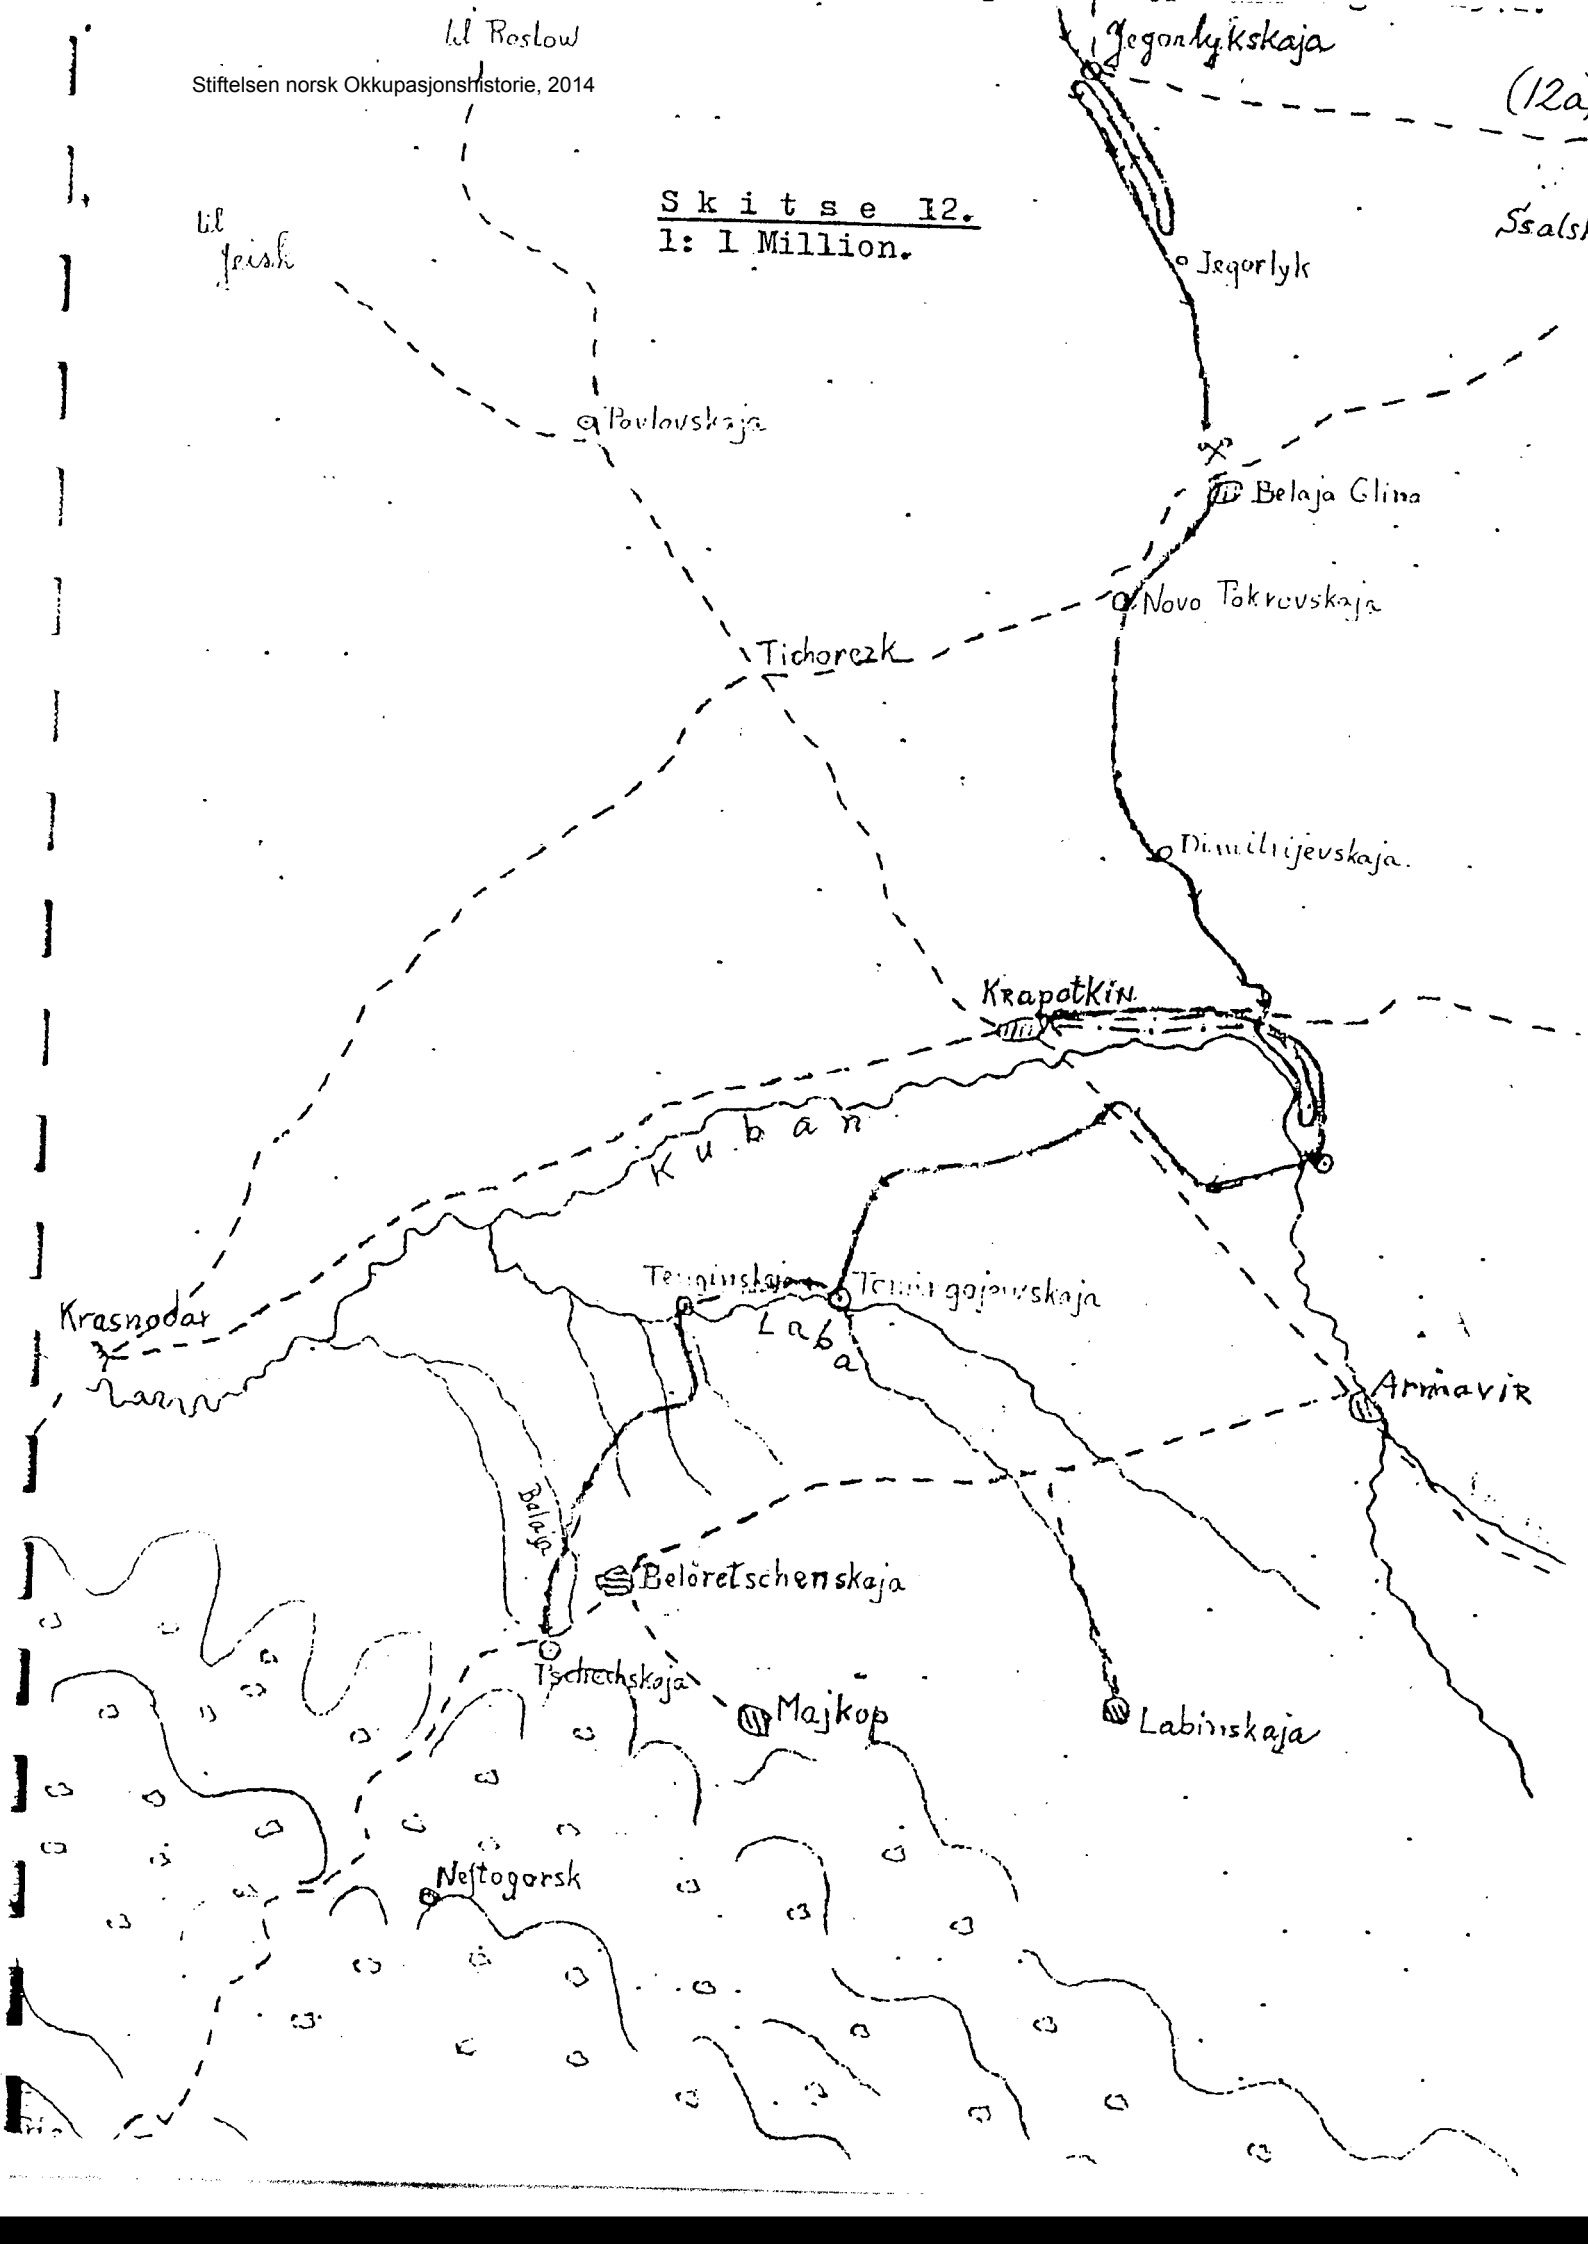 til Rostow
Jegorlykskaja
Stiftelsen norsk Okkupasjonshistorie, 2014
(12a)
Skitse 12.
1: 1 Million.
til
Jeisk
Jegorlyk
Pavlovskaja
Belaja Glina
Novo Pokrovskaja
Tichorezk
Dimitrijevskaja.
Krapotkin
Kuban
Tenginskaja
Temirgojewskaja
Laba
Krasnodar
Armavir
Belaja
Beloretschenskaja
Majkop
Labinskaja
Neftogorsk